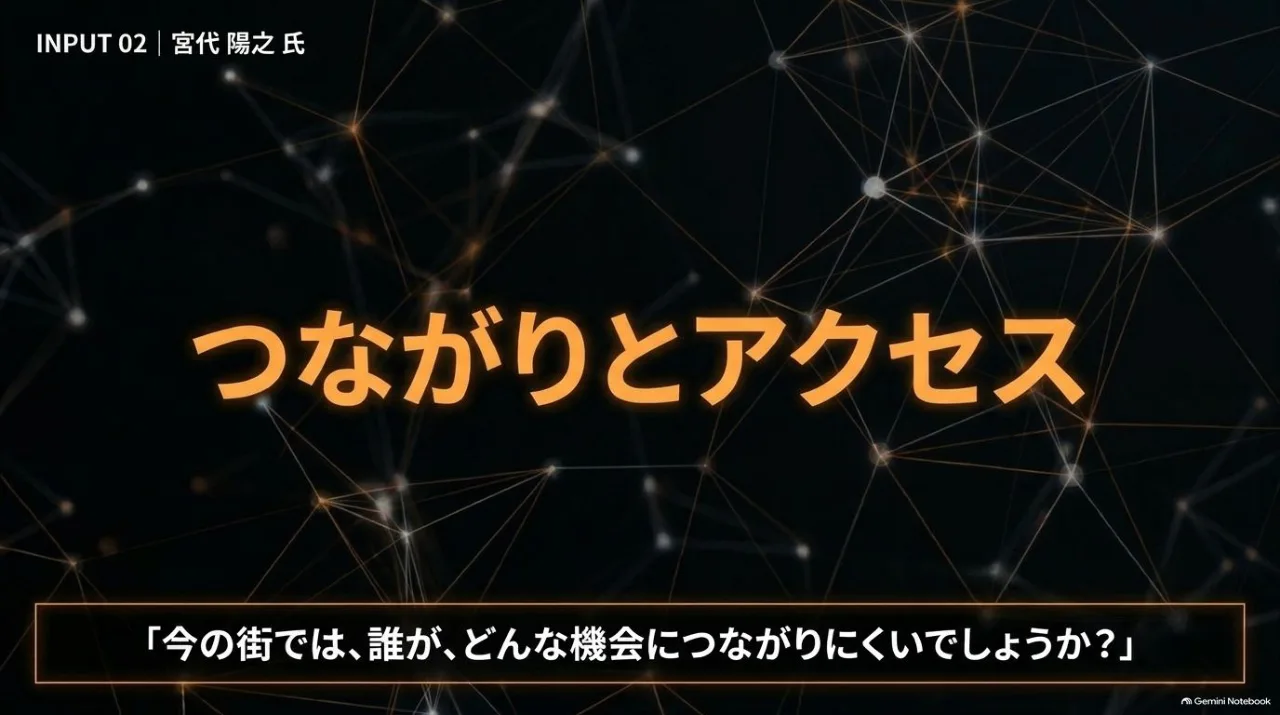 INPUT 02｜宮代 陽之 氏
つながりとアクセス
「今の街では、誰が、どんな機会につながりにくいでしょうか？」
Gemini Notebook